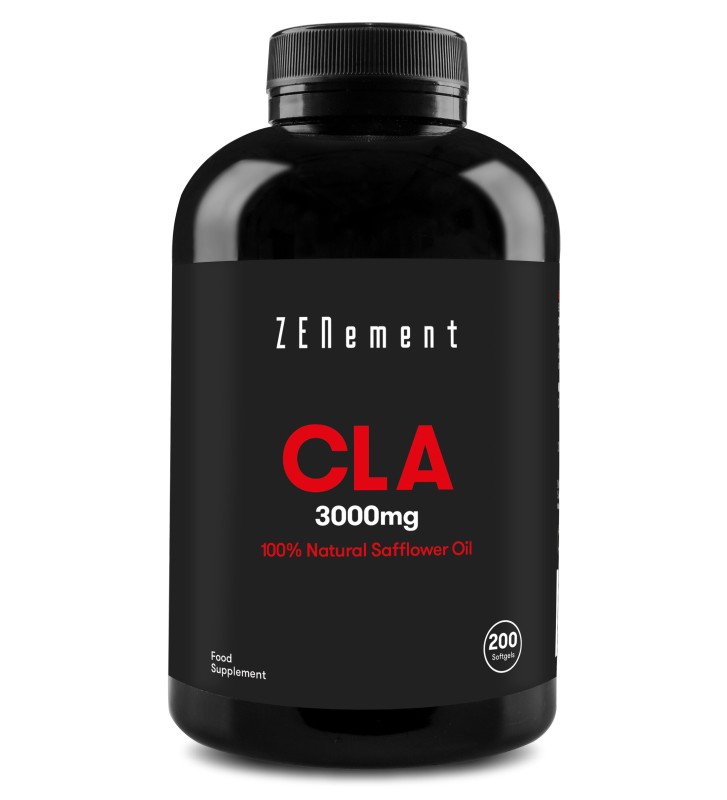 ZENement
CLA
3000mg
100% Natural Safflower Oil
200
Softgels
Food
Supplement